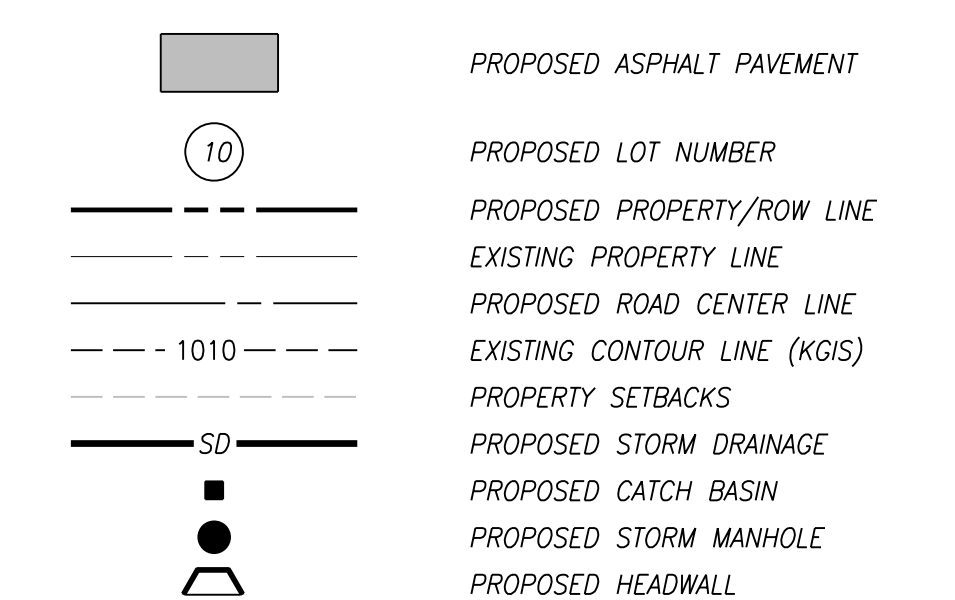 PROPOSED ASPHALT PAVEMENT
10 PROPOSED LOT NUMBER
PROPOSED PROPERTY/ROW LINE
EXISTING PROPERTY LINE
PROPOSED ROAD CENTER LINE
1010 EXISTING CONTOUR LINE (KGIS)
PROPERTY SETBACKS
SD PROPOSED STORM DRAINAGE
PROPOSED CATCH BASIN
PROPOSED STORM MANHOLE
PROPOSED HEADWALL